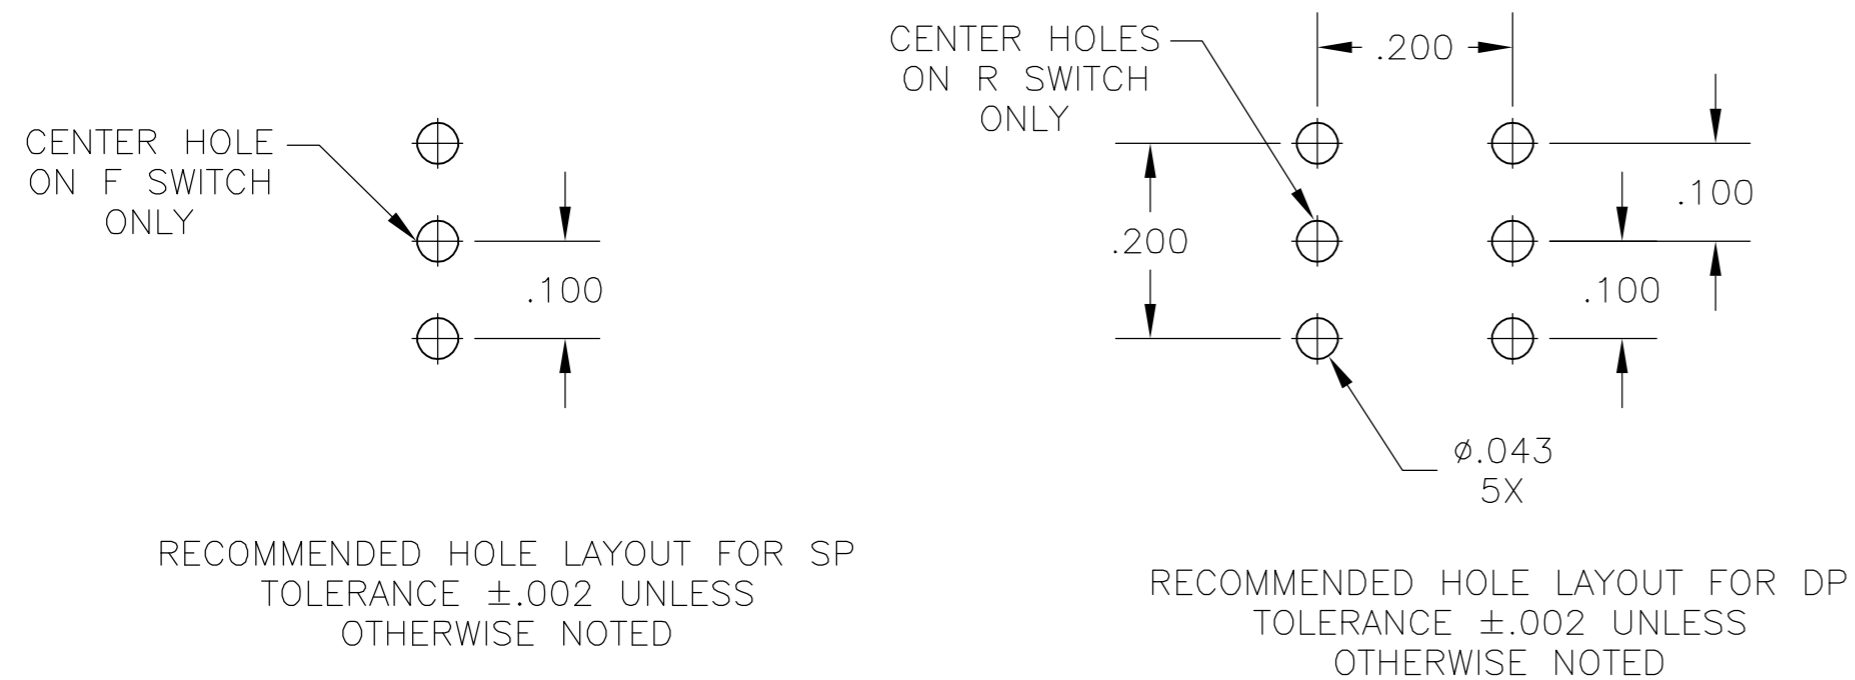 CENTER HOLE
ON F SWITCH
ONLY
.100
RECOMMENDED HOLE LAYOUT FOR SP
TOLERANCE ±.002 UNLESS
OTHERWISE NOTED
CENTER HOLES
ON R SWITCH
ONLY
.200
.200
.100
.100
ø.043
5X
RECOMMENDED HOLE LAYOUT FOR DP
TOLERANCE ±.002 UNLESS
OTHERWISE NOTED